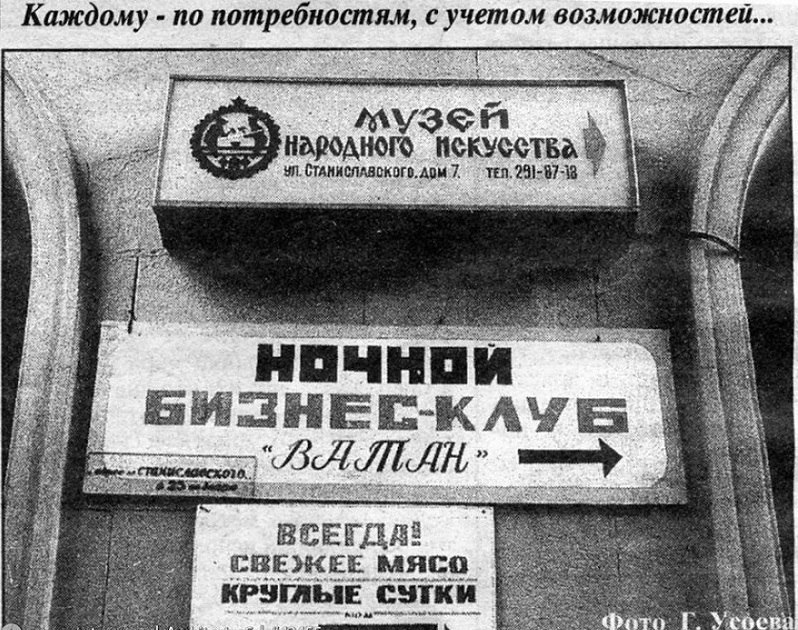 Каждому - по потребностям, с учетом возможностей...
МУЗЕЙ
НАРОДНОГО ИСКУССТВА
УЛ. СТАНИСЛАВСКОГО, ДОМ 7. ТЕЛ. 291-87-18
НОЧНОЙ
БИЗНЕС-КЛУБ
"ВАТАН"
СТАНИСЛАВСКОГО
ВСЕГДА!
СВЕЖЕЕ МЯСО
КРУГЛЫЕ СУТКИ
Фото Г. Усоева